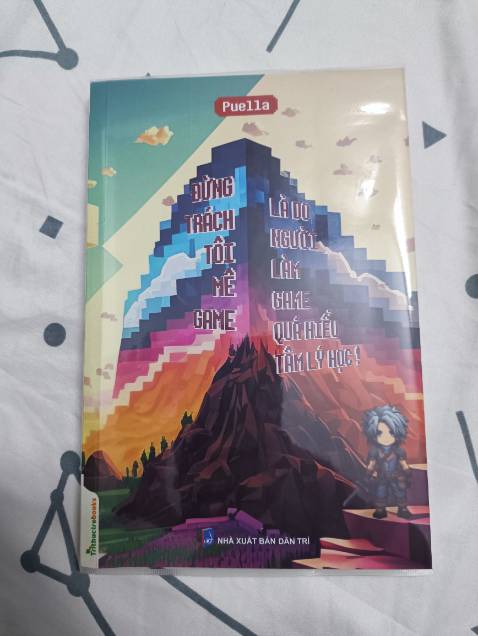 Puella
ĐỪNG
TRÁCH
TÔI
MÊ
GAME
LÀ DO
NGƯỜI
LÀM
GAME
QUÁ HIỂU
TÂM LÝ HỌC!
Trithuctrebooks
NHÀ XUẤT BẢN DÂN TRÍ